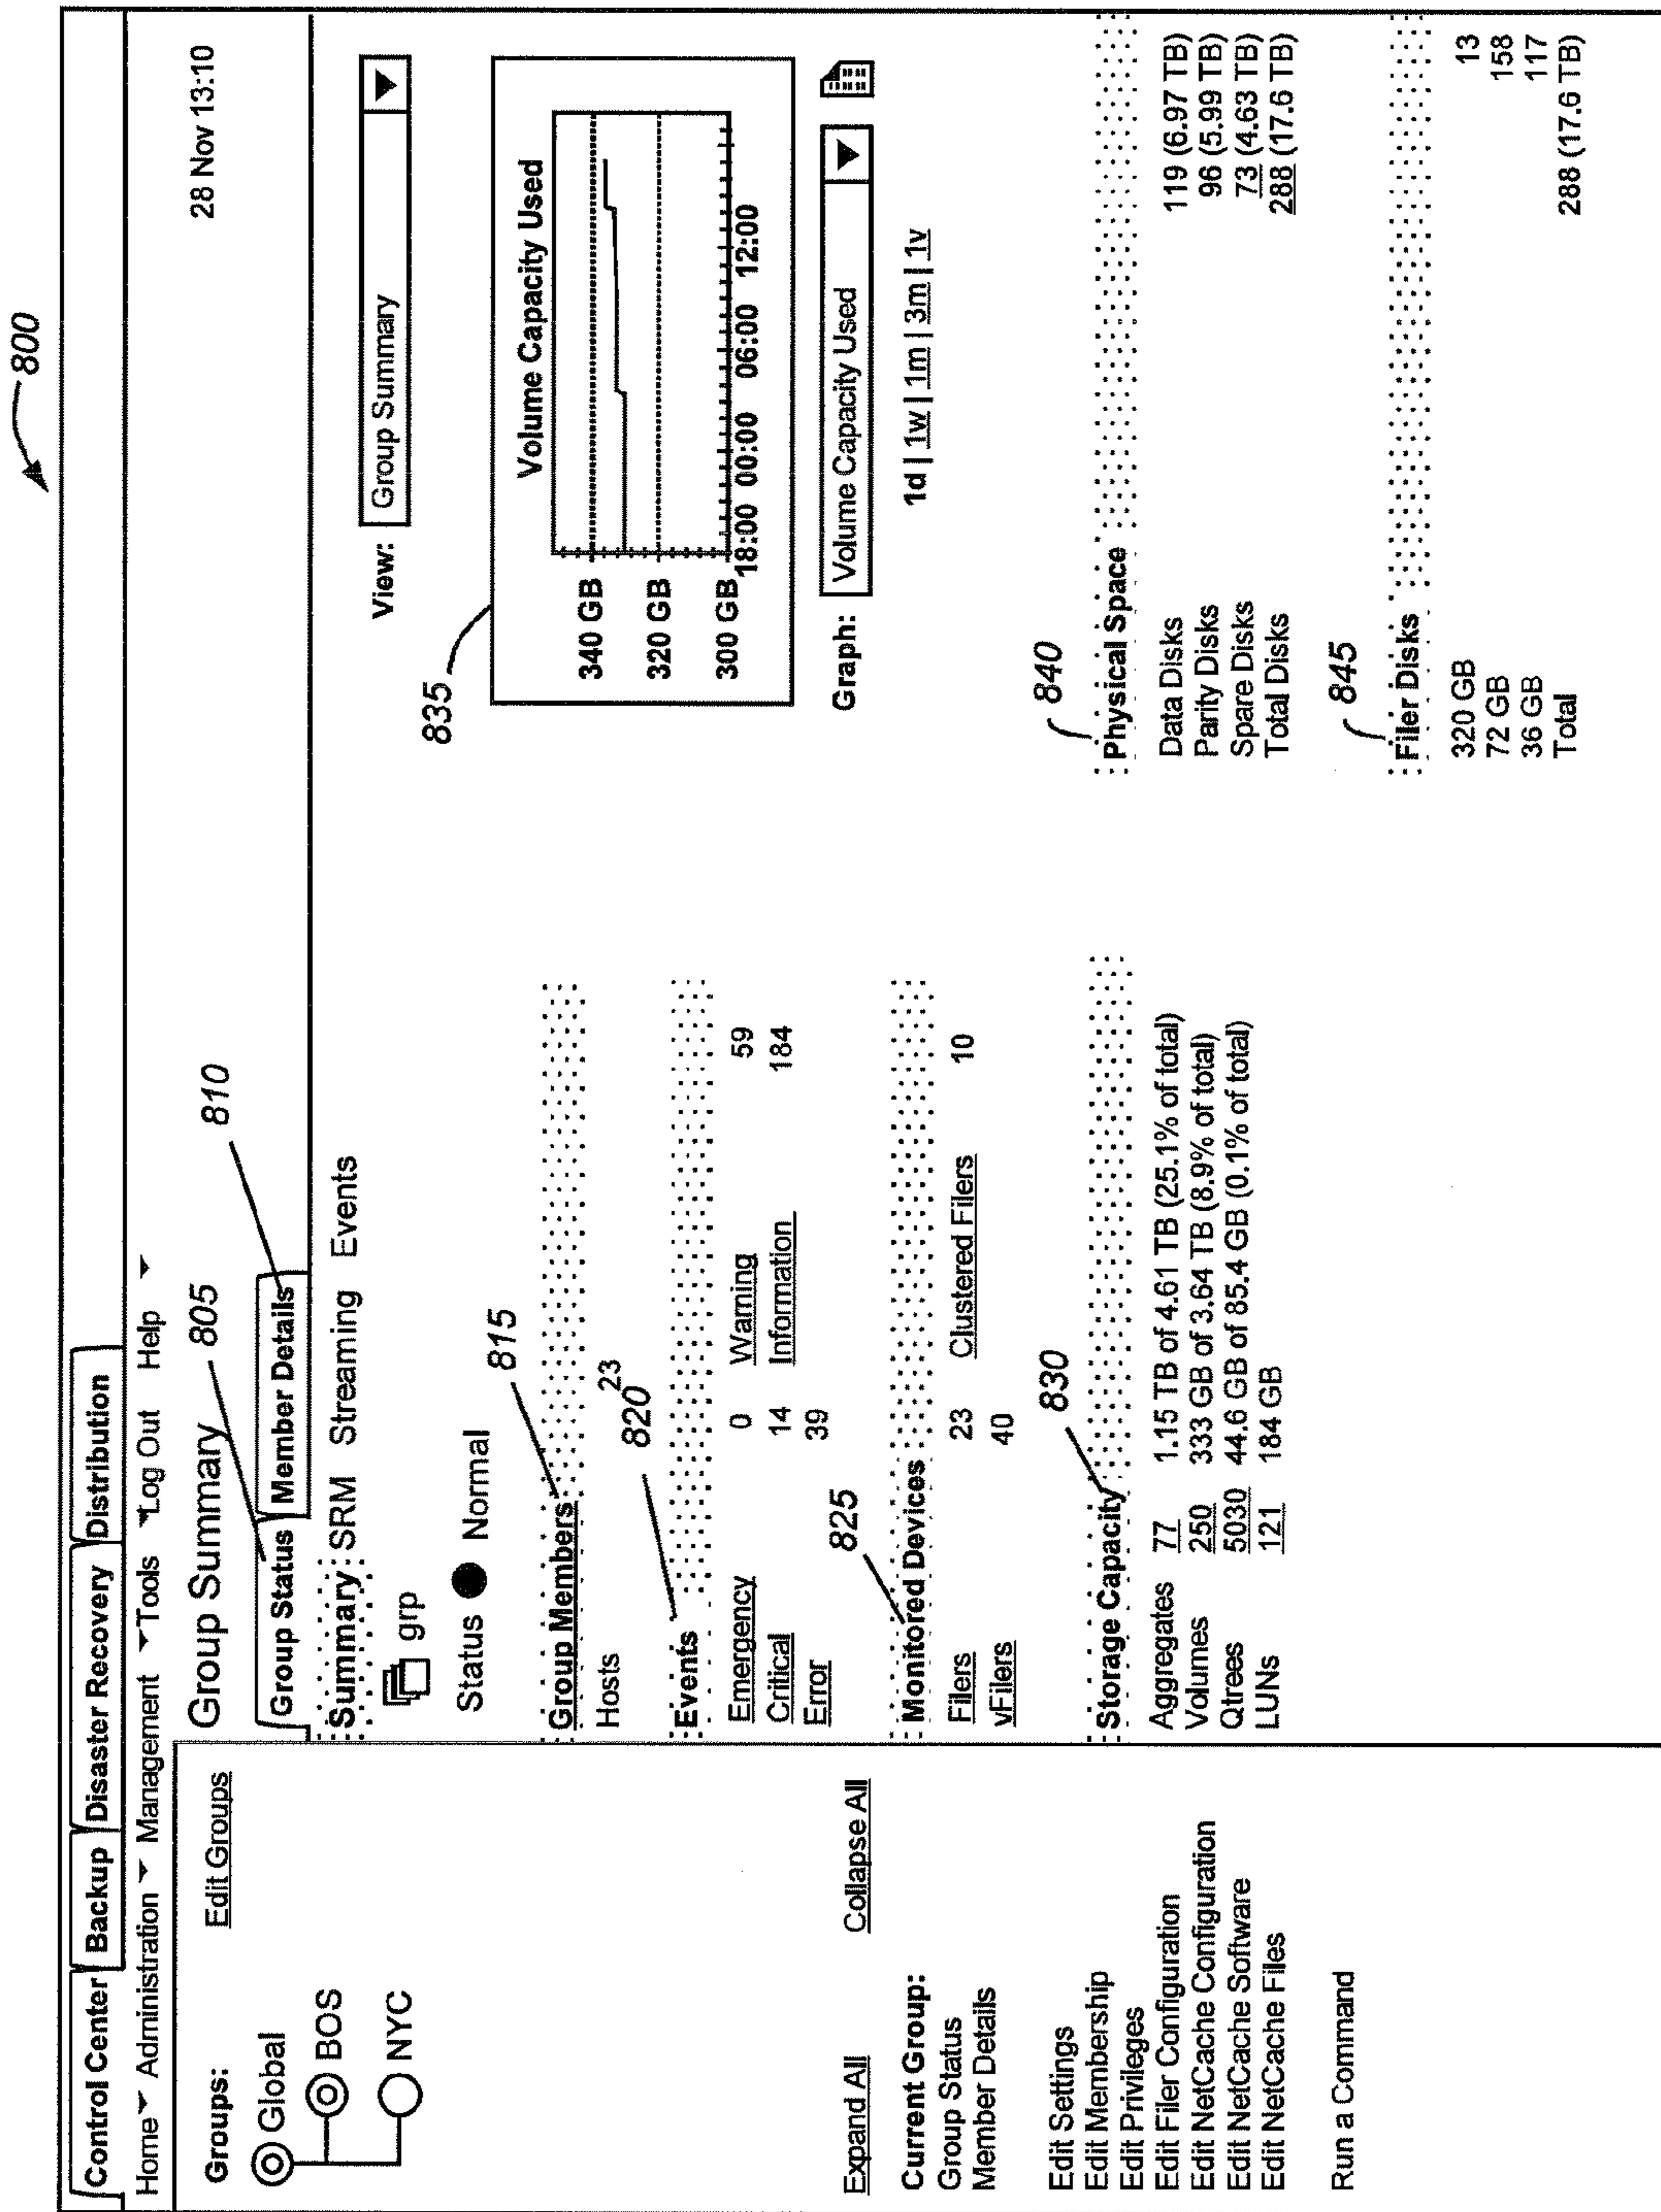 800
Control Center Backup Disaster Recovery Distribution
Home Administration Management Tools Log Out Help
Groups: Edit Groups
Global
BOS
NYC
Expand All Collapse All
Current Group:
Group Status
Member Details
Edit Settings
Edit Membership
Edit Privileges
Edit Filer Configuration
Edit NetCache Configuration
Edit NetCache Software
Edit NetCache Files
Run a Command
Group Summary 28 Nov 13:10
805
810
Group Status Member Details
Summary SRM Streaming Events
grp
Status Normal
815
Group Members
Hosts 23
820
Events
Emergency 0 Warning 59
Critical 14 Information 184
Error 39
825
Monitored Devices
Filers 23 Clustered Filers 10
vFilers 40
830
Storage Capacity
Aggregates 77 1.15 TB of 4.61 TB (25.1% of total)
Volumes 250 333 GB of 3.64 TB (8.9% of total)
Qtrees 5030 44.6 GB of 85.4 GB (0.1% of total)
LUNs 121 184 GB
View: Group Summary
835
Volume Capacity Used
340 GB
320 GB
300 GB
18:00 00:00 06:00 12:00
Graph: Volume Capacity Used
1d | 1w | 1m | 3m | 1v
840
Physical Space
Data Disks 119 (6.97 TB)
Parity Disks 96 (5.99 TB)
Spare Disks 73 (4.63 TB)
Total Disks 288 (17.6 TB)
845
Filer Disks
320 GB 13
72 GB 158
36 GB 117
Total 288 (17.6 TB)